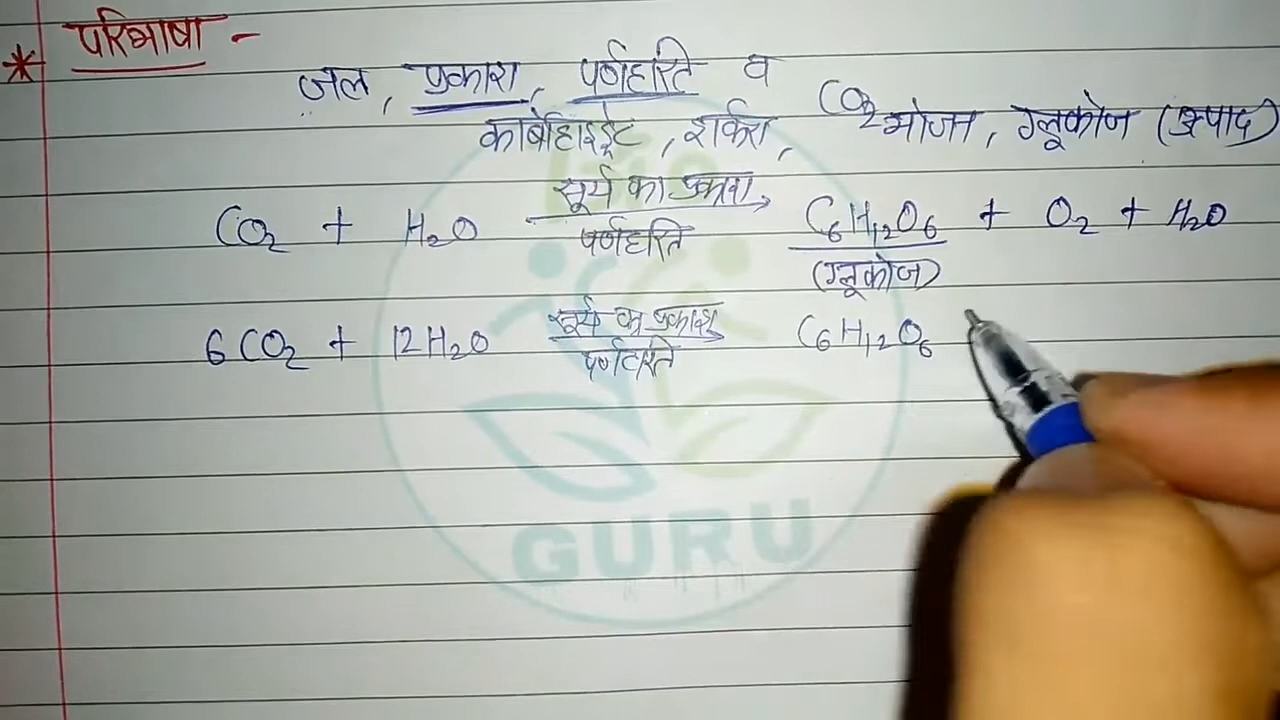 * परिभाषा -
जल, प्रकाश, पर्णहरित व CO₂
कार्बोहाइड्रेट, शर्करा, भोजन, ग्लूकोज (उत्पाद)
सूर्य का प्रकाश
CO₂ + H₂O → C₆H₁₂O₆ + O₂ + H₂O
पर्णहरित (ग्लूकोज)
सूर्य का प्रकाश
6CO₂ + 12H₂O C₆H₁₂O₆
पर्णहरित
GURU